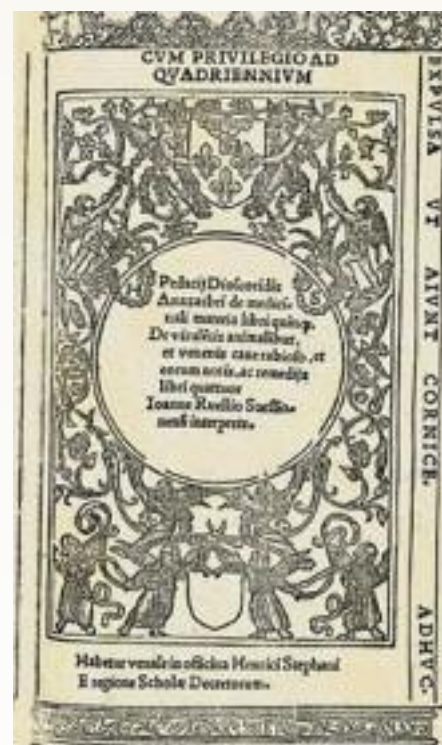 CVM PRIVILEGIO AD
QVADRIENNIVM
H
S
Pedacij Dioscoridis
Anazarbei de medici-
nali materia libri quinqȝ.
De virulētis animalibus,
et venenis cane rabioso, et
eorum notis, ac remedijs
libri quattuor
Ioanne Ruellio Suessio-
nensi interprete.
Habetur venale in officina Henrici Stephani
E regione Scholæ Decretorum.
EXPVLSA VT AIVNT CORNICE. ADHVC.